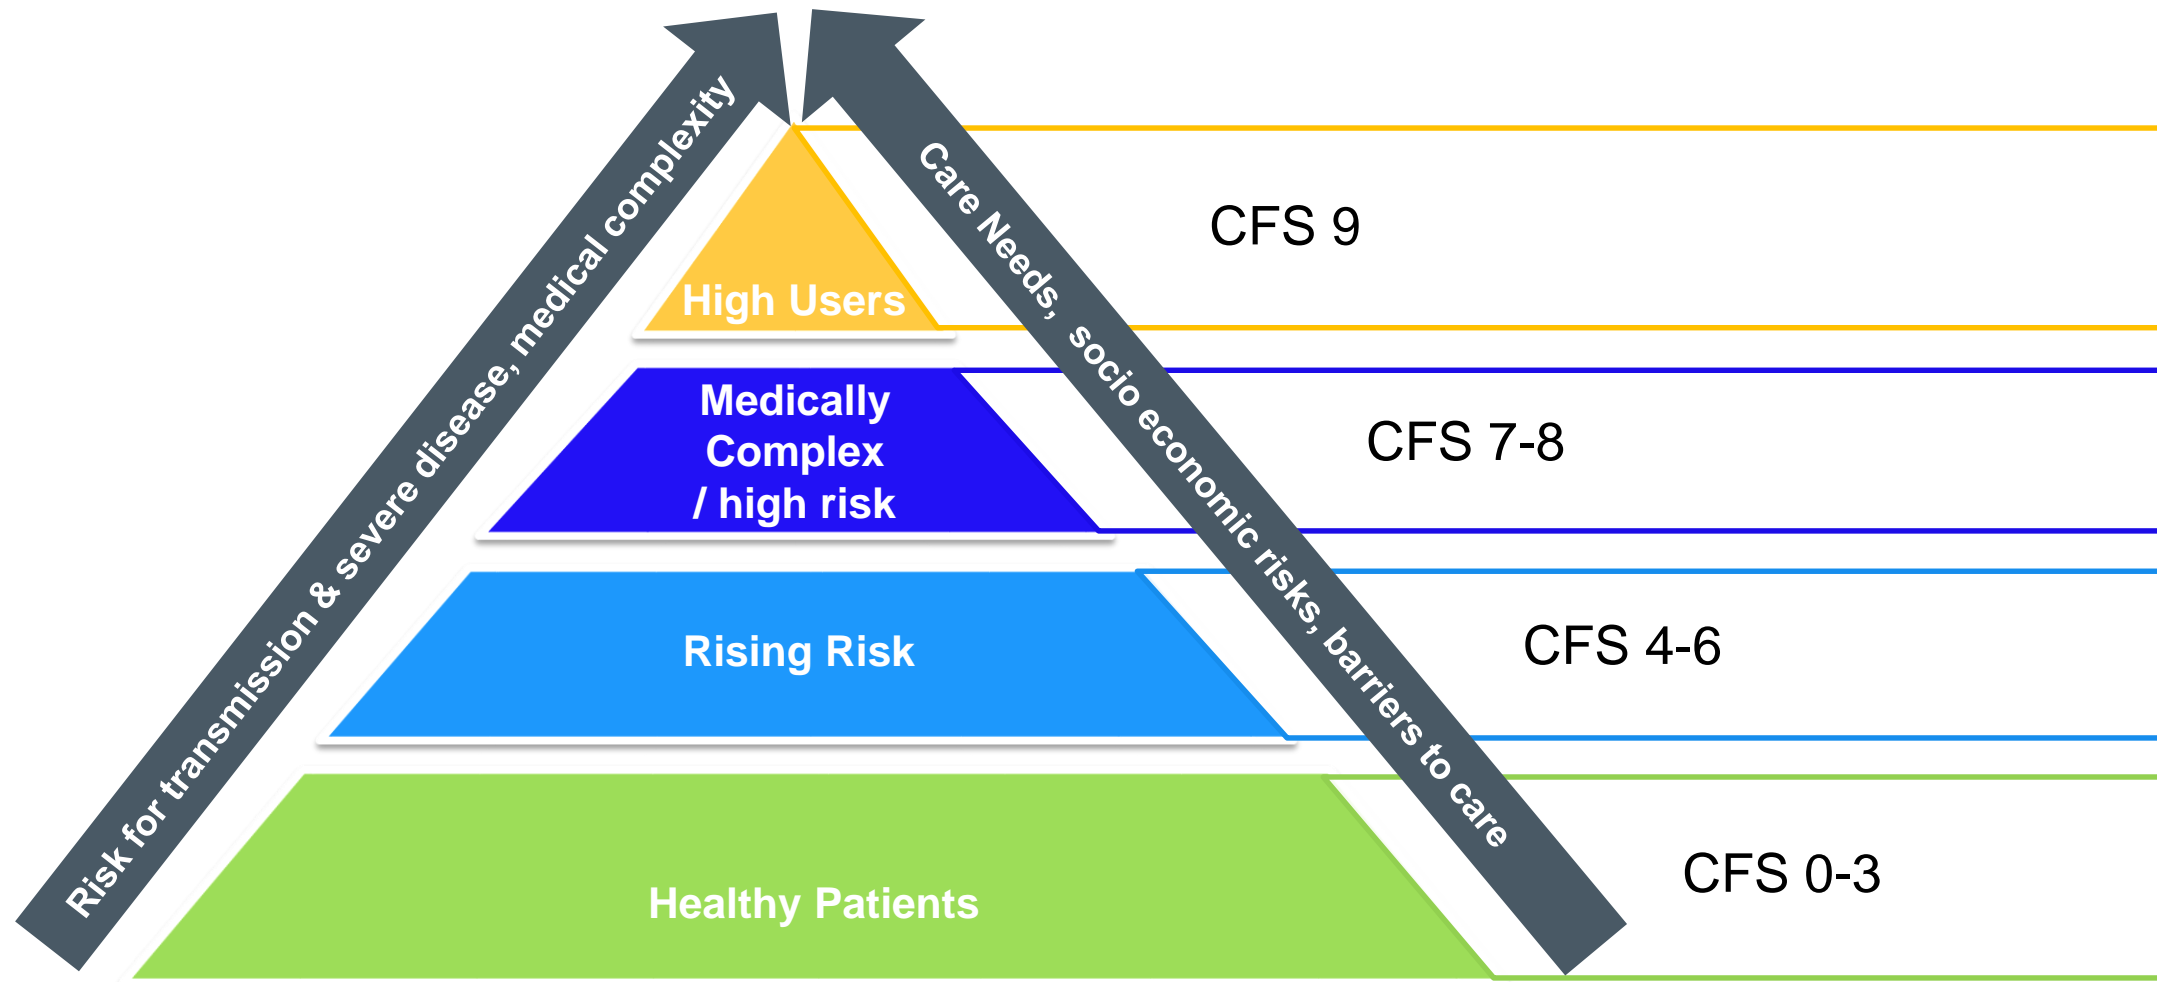 Risk for transmission & severe disease, medical complexity
Care Needs, socio economic risks, barriers to care
High Users
CFS 9
Medically
Complex
/ high risk
CFS 7-8
Rising Risk
CFS 4-6
Healthy Patients
CFS 0-3